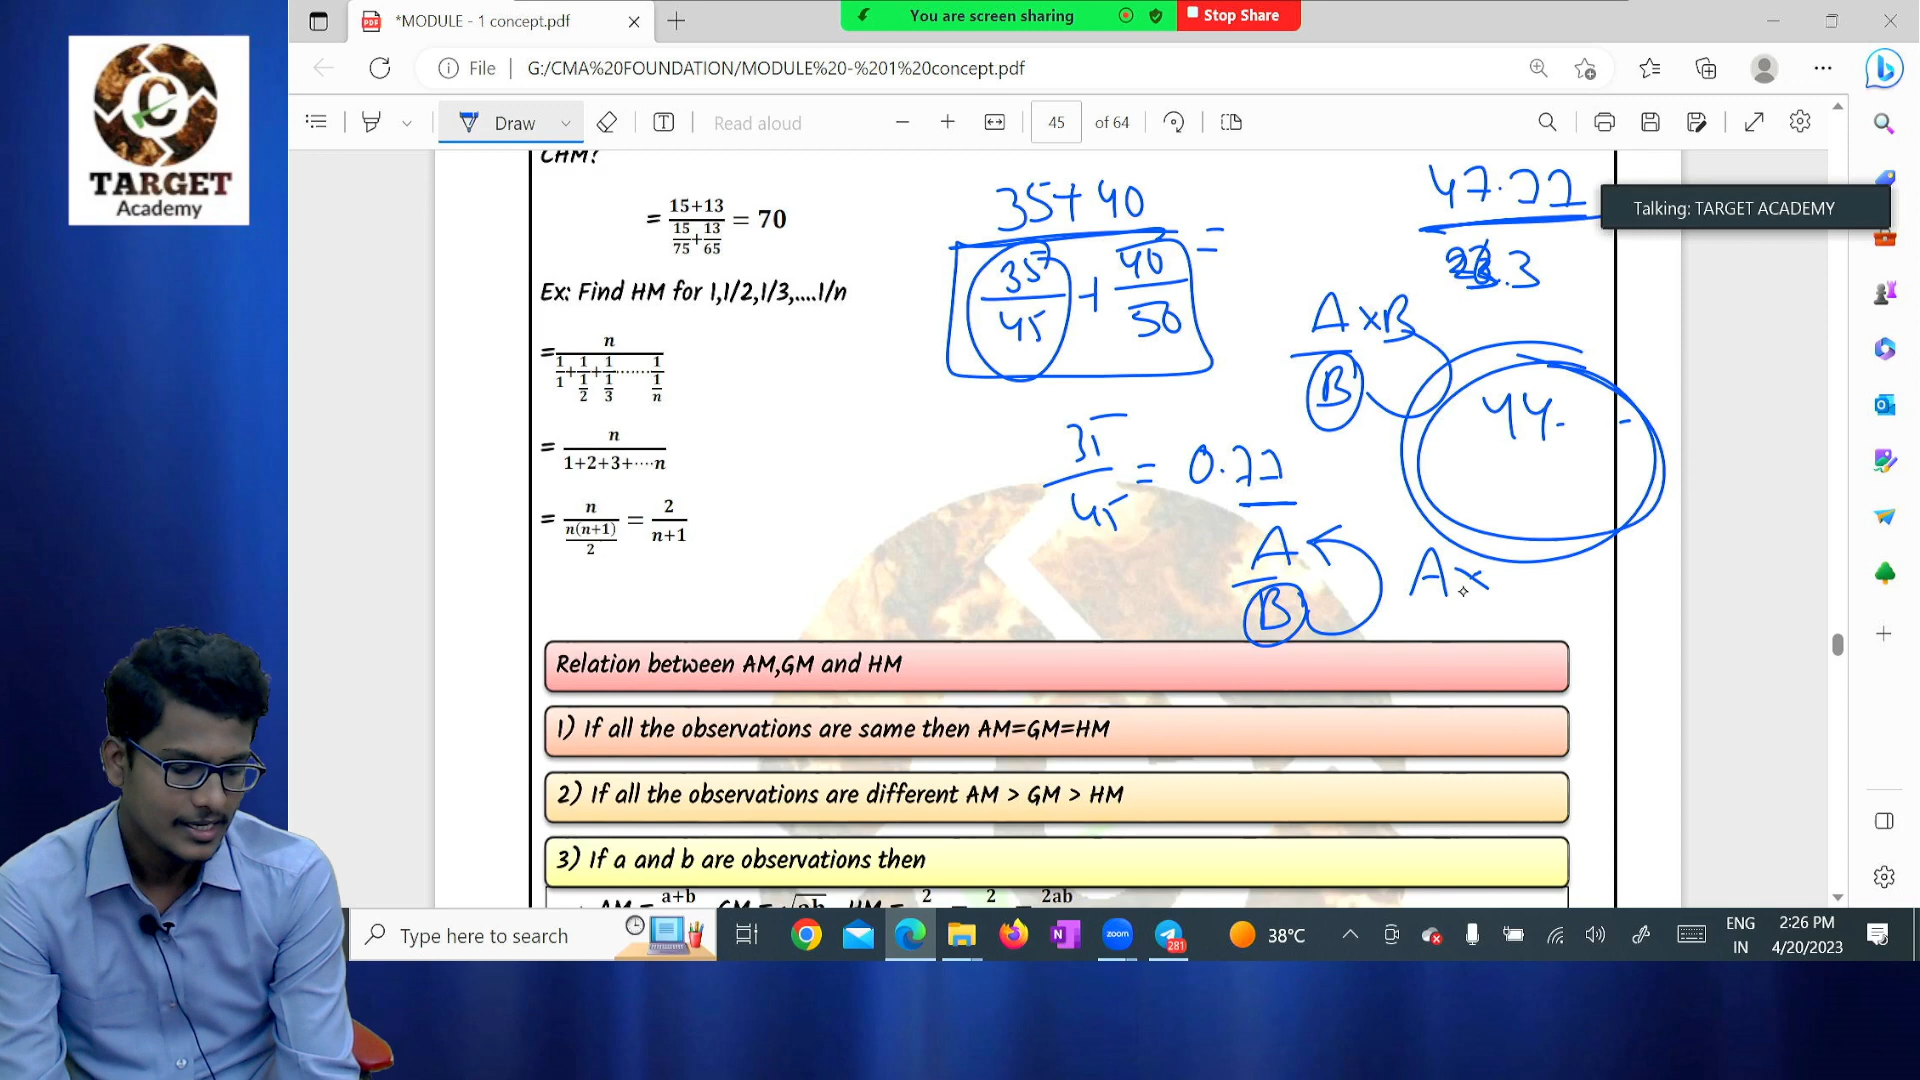 *MODULE - 1 concept.pdf
You are screen sharing
Stop Share
File
G:/CMA%20FOUNDATION/MODULE%20-%201%20concept.pdf
TARGET
Academy
Draw
T
Read aloud
45
of 64
Talking: TARGET ACADEMY
CHM?
= (15+13)/(15/75+13/65) = 70
Ex: Find HM for 1,1/2,1/3,....1/n
= n/(1/1+1/(1/2)+1/(1/3)......1/(1/n))
= n/(1+2+3+····n)
= n/(n(n+1)/2) = 2/(n+1)
35+40 =
35/45 + 40/50
35/45 = 0.77
A×B
B
44.
A
B
A×
Relation between AM,GM and HM
1) If all the observations are same then AM=GM=HM
2) If all the observations are different AM > GM > HM
3) If a and b are observations then
a+b 2 2 2ab
Type here to search
zoom
281
38°C
ENG
IN
2:26 PM
4/20/2023